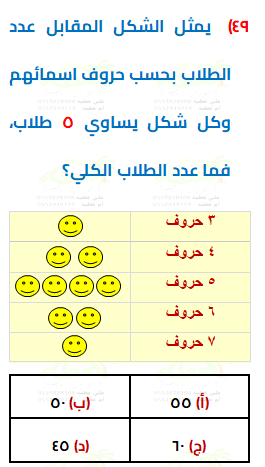 ٤٩) يمثل الشكل المقابل عدد
الطلاب بحسب حروف اسمائهم
وكل شكل يساوي ٥ طلاب،
فما عدد الطلاب الكلي؟
٣ حروف
٤ حروف
٥ حروف
٦ حروف
٧ حروف
(أ) ٥٥ (ب) ٥٠
(ج) ٦٠ (د) ٤٥